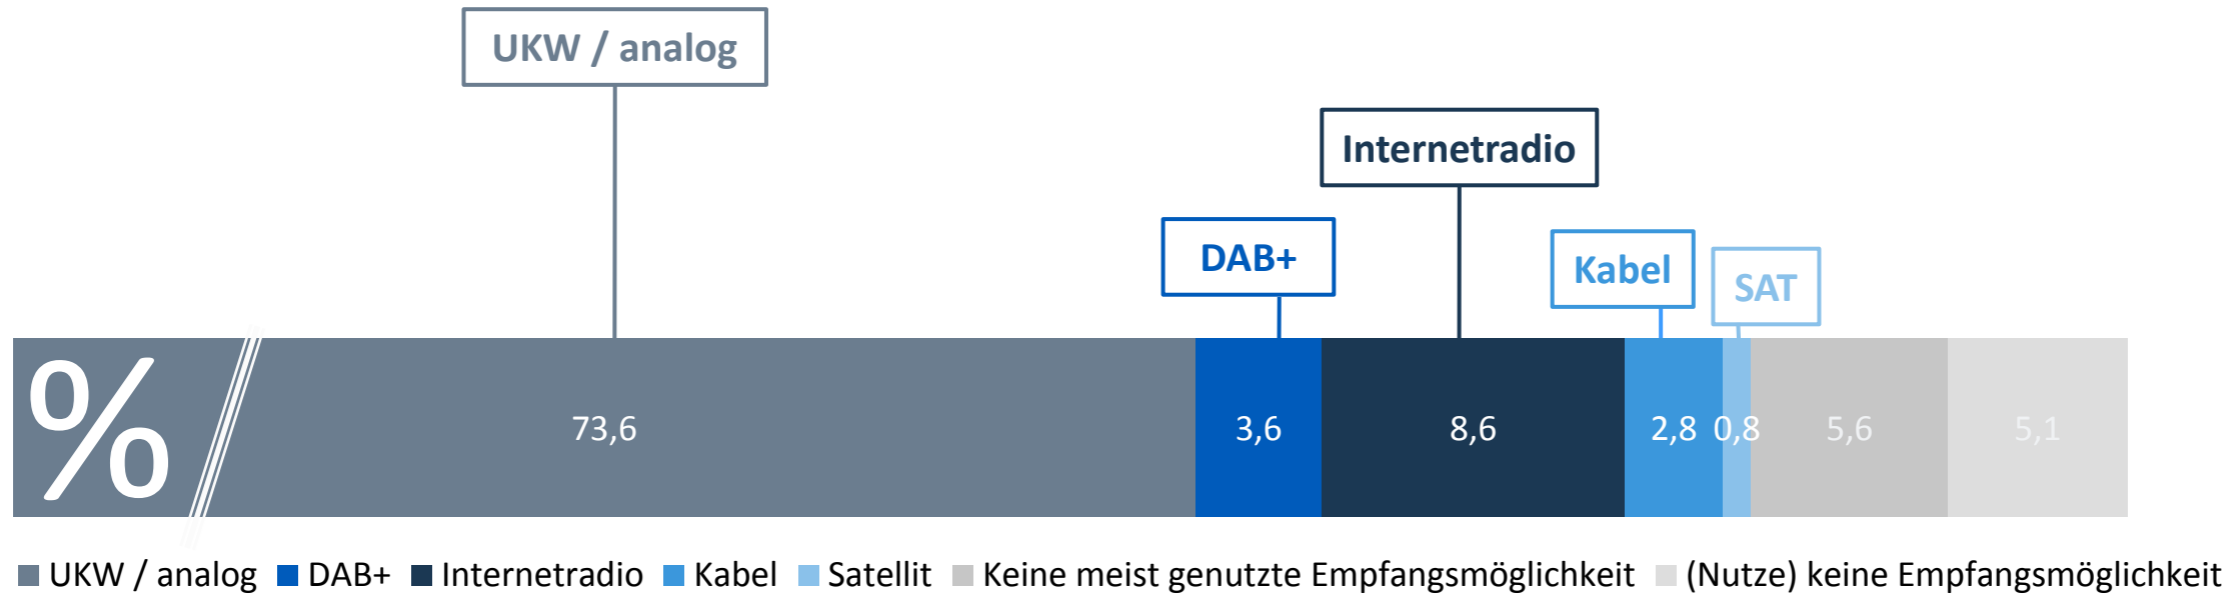 UKW / analog
Internetradio
DAB+
Kabel
SAT
% 73,6 3,6 8,6 2,8 0,8 5,6 5,1
UKW / analog DAB+ Internetradio Kabel Satellit Keine meist genutzte Empfangsmöglichkeit (Nutze) keine Empfangsmöglichkeit